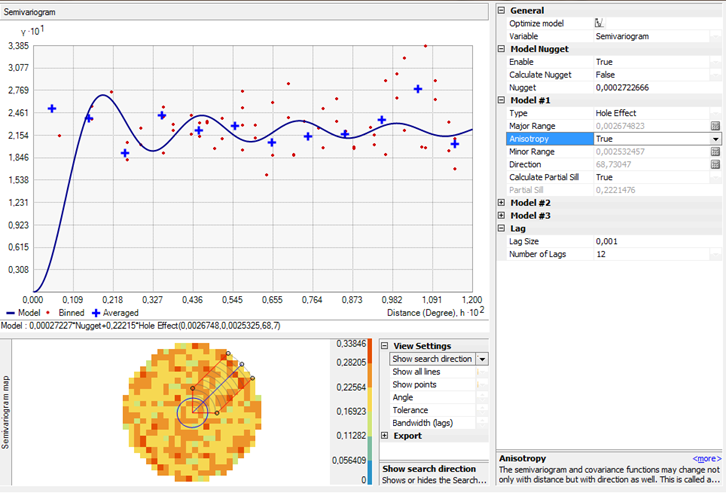 Semivariogram
γ · 10¹
3,385
3,077
2,769
2,461
2,154
1,846
1,538
1,231
0,923
0,615
0,308
0,000 0,109 0,218 0,327 0,436 0,545 0,655 0,764 0,873 0,982 1,091 1,200
Distance (Degree), h · 10²
Model Binned Averaged
Model : 0,00027227*Nugget+0,22215*Hole Effect(0,0026748,0,0025325,68,7)
Semivariogram map
0,33846
0,28205
0,22564
0,16923
0,11282
0,056409
0
View Settings
Show search direction
Show all lines
Show points
Angle
Tolerance
Bandwidth (lags)
Export
Show search direction
Shows or hides the Search...
General
Optimize model
Variable Semivariogram
Model Nugget
Enable True
Calculate Nugget False
Nugget 0,0002722666
Model #1
Type Hole Effect
Major Range 0,002674823
Anisotropy True
Minor Range 0,002532457
Direction 68,73047
Calculate Partial Sill True
Partial Sill 0,2221476
Model #2
Model #3
Lag
Lag Size 0,001
Number of Lags 12
Anisotropy <more>
The semivariogram and covariance functions may change not
only with distance but with direction as well. This is called a...